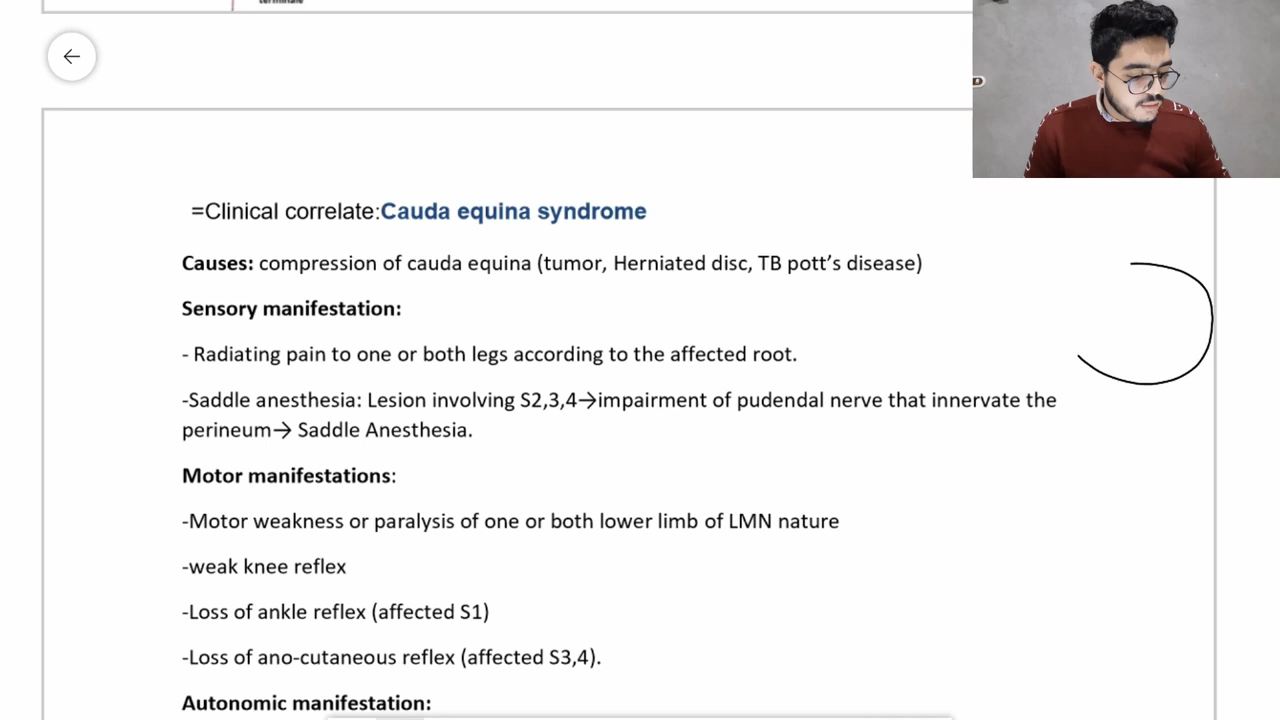 terminale
=Clinical correlate:Cauda equina syndrome
Causes: compression of cauda equina (tumor, Herniated disc, TB pott’s disease)
Sensory manifestation:
- Radiating pain to one or both legs according to the affected root.
-Saddle anesthesia: Lesion involving S2,3,4→impairment of pudendal nerve that innervate the
perineum→ Saddle Anesthesia.
Motor manifestations:
-Motor weakness or paralysis of one or both lower limb of LMN nature
-weak knee reflex
-Loss of ankle reflex (affected S1)
-Loss of ano-cutaneous reflex (affected S3,4).
Autonomic manifestation: